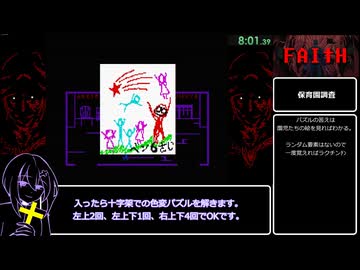 8:01.39
FAITH
保育園調査
パズルの答えは
園児たちの絵を見ればわかる。
ランダム要素はないので
一度覚えればラクチン♪
入ったら十字架での色変パズルを解きます。
左上2回、左上下1回、右上下4回でOKです。